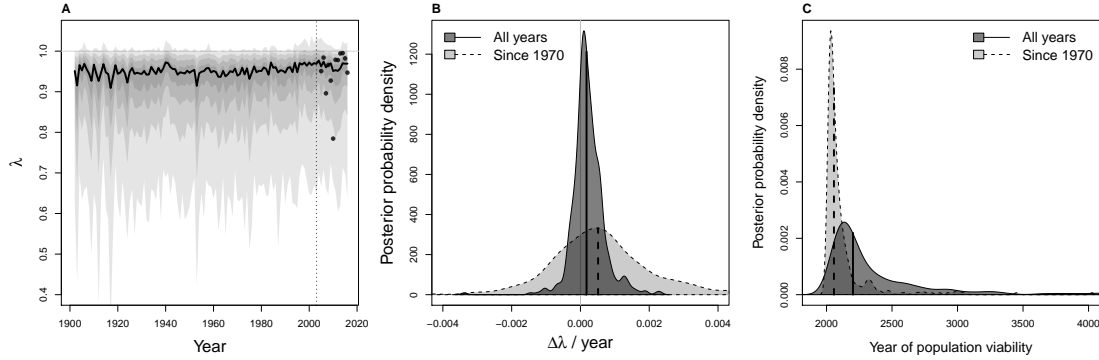 A
λ
1.0
0.9
0.8
0.7
0.6
0.5
0.4
1900 1920 1940 1960 1980 2000 2020
Year
B
All years
Since 1970
Posterior probability density
1200
1000
800
600
400
200
0
−0.004 −0.002 0.000 0.002 0.004
Δλ / year
C
All years
Since 1970
Posterior probability density
0.008
0.006
0.004
0.002
0.000
2000 2500 3000 3500 4000
Year of population viability